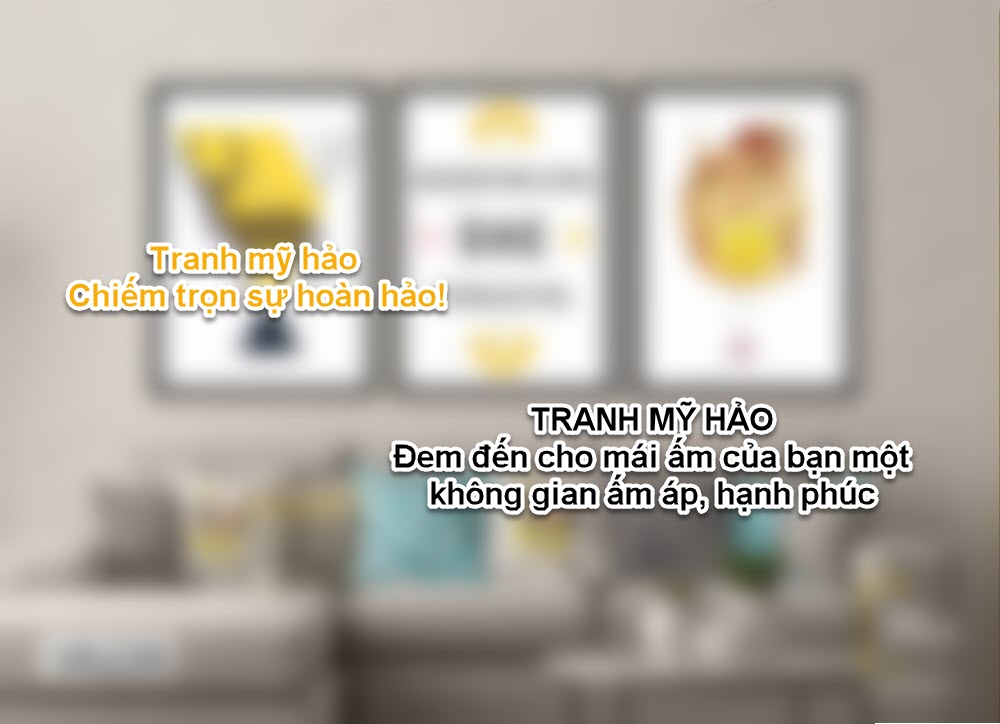 Tranh mỹ hảo
Chiếm trọn sự hoàn hảo!
TRANH MỸ HẢO
Đem đến cho mái ấm của bạn một
không gian ấm áp, hạnh phúc